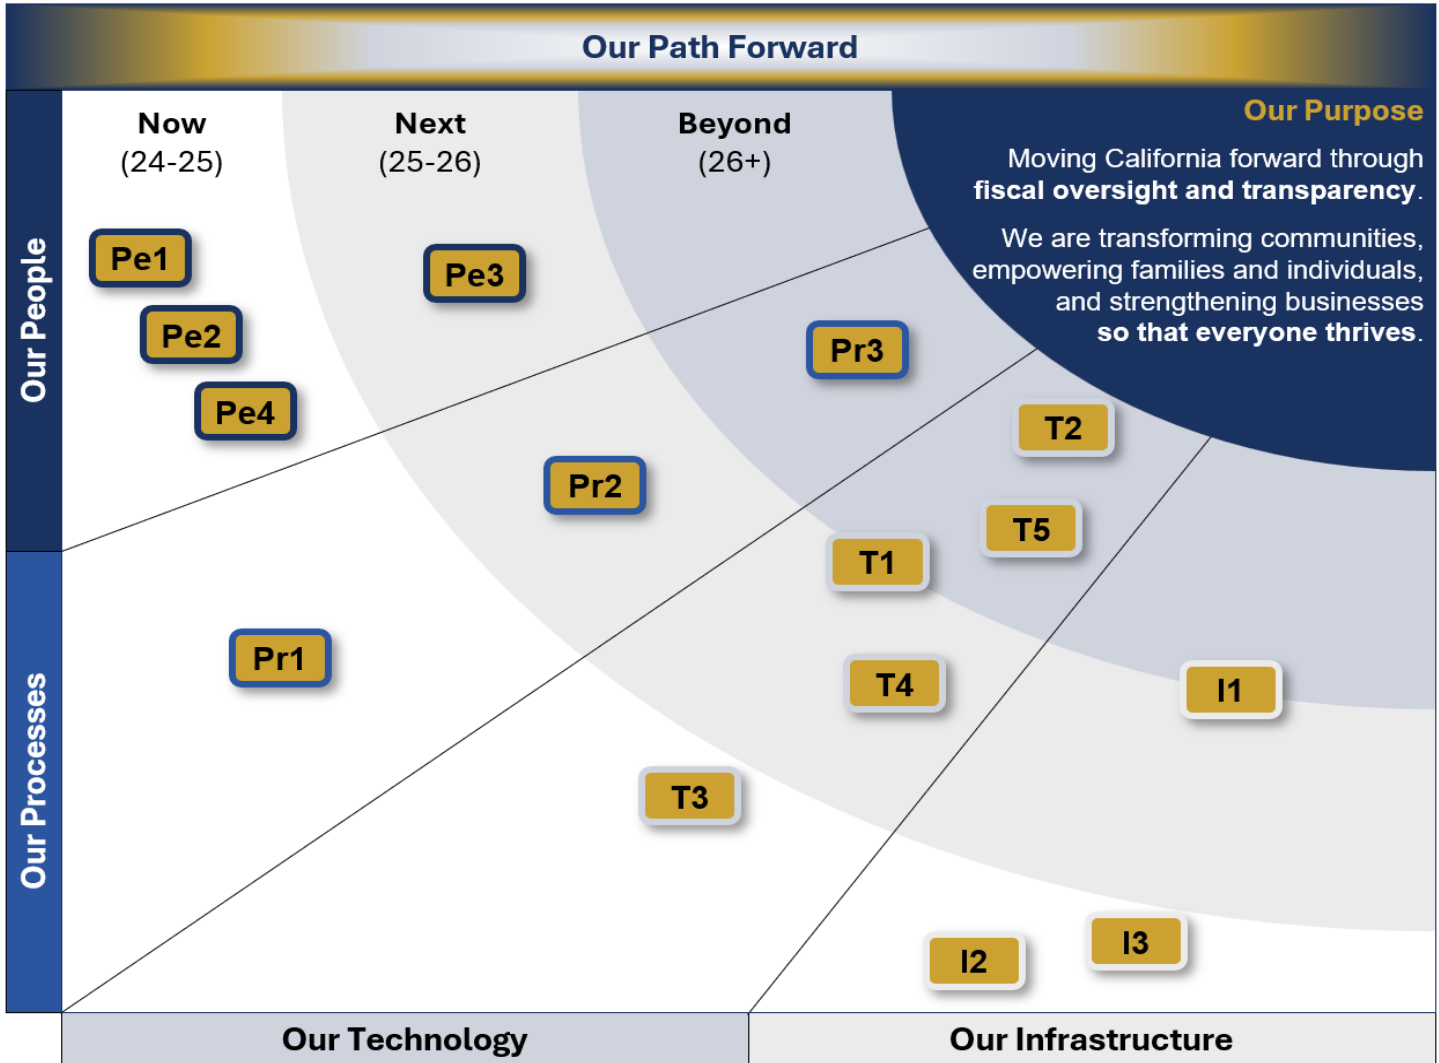 Our Path Forward
Now
(24-25)
Next
(25-26)
Beyond
(26+)
Our Purpose
Moving California forward through
fiscal oversight and transparency.
We are transforming communities,
empowering families and individuals,
and strengthening businesses
so that everyone thrives.
Our People
Pe1
Pe2
Pe4
Pe3
Pr3
T2
Pr2
T5
T1
Our Processes
Pr1
T4
I1
T3
I2
I3
Our Technology
Our Infrastructure